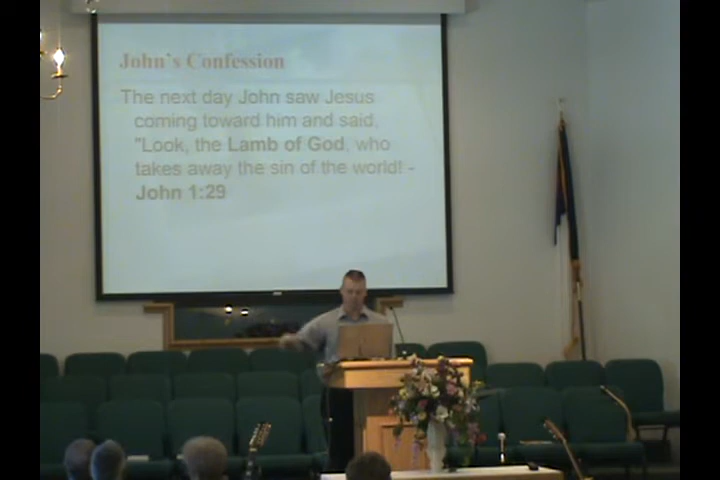 John's Confession
The next day John saw Jesus
coming toward him and said,
"Look, the Lamb of God, who
takes away the sin of the world! -
John 1:29